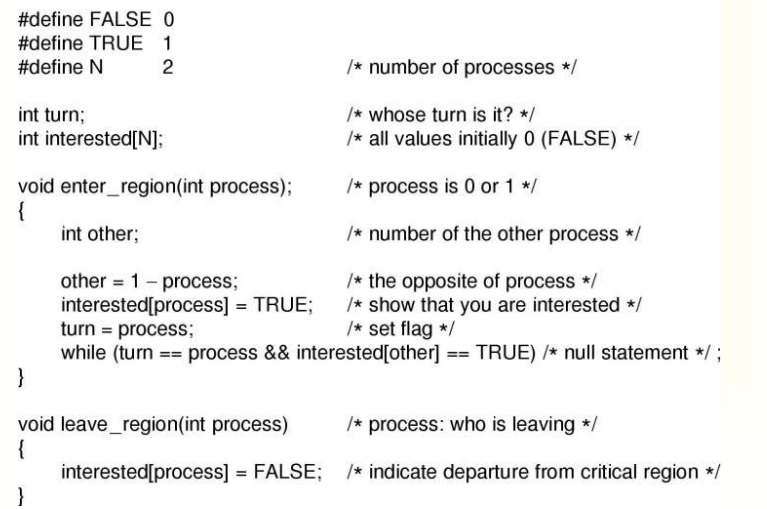 #define FALSE 0
#define TRUE 1
#define N 2 /* number of processes */
int turn; /* whose turn is it? */
int interested[N]; /* all values initially 0 (FALSE) */
void enter_region(int process); /* process is 0 or 1 */
{
int other; /* number of the other process */
other = 1 – process; /* the opposite of process */
interested[process] = TRUE; /* show that you are interested */
turn = process; /* set flag */
while (turn == process && interested[other] == TRUE) /* null statement */ ;
}
void leave_region(int process) /* process: who is leaving */
{
interested[process] = FALSE; /* indicate departure from critical region */
}